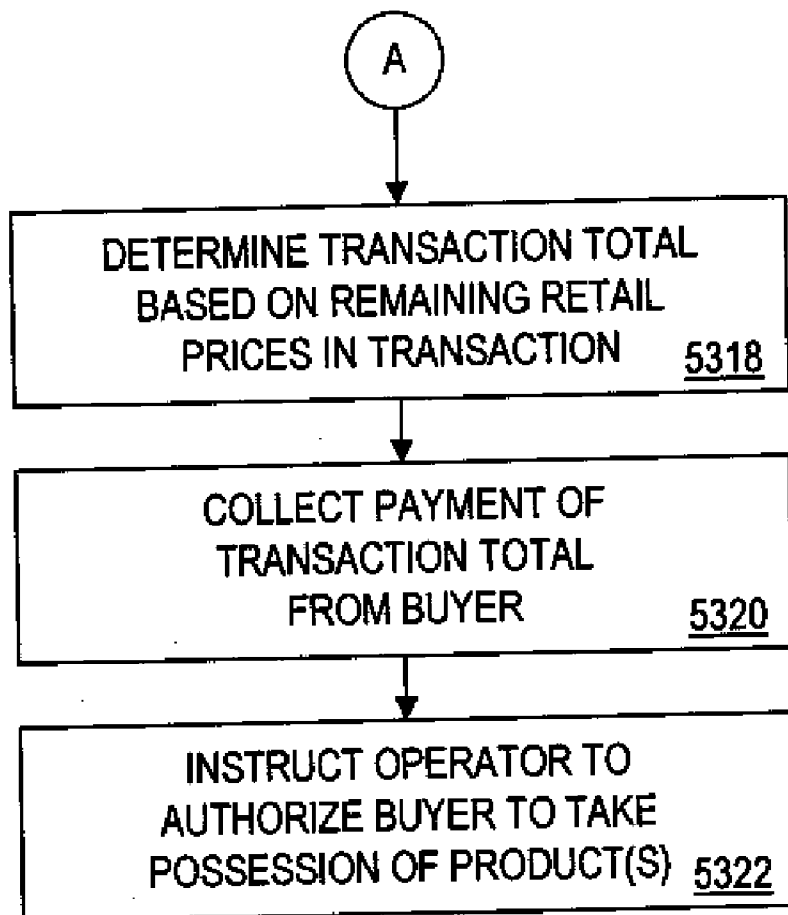 A
DETERMINE TRANSACTION TOTAL
BASED ON REMAINING RETAIL
PRICES IN TRANSACTION 5318
COLLECT PAYMENT OF
TRANSACTION TOTAL
FROM BUYER 5320
INSTRUCT OPERATOR TO
AUTHORIZE BUYER TO TAKE
POSSESSION OF PRODUCT(S) 5322